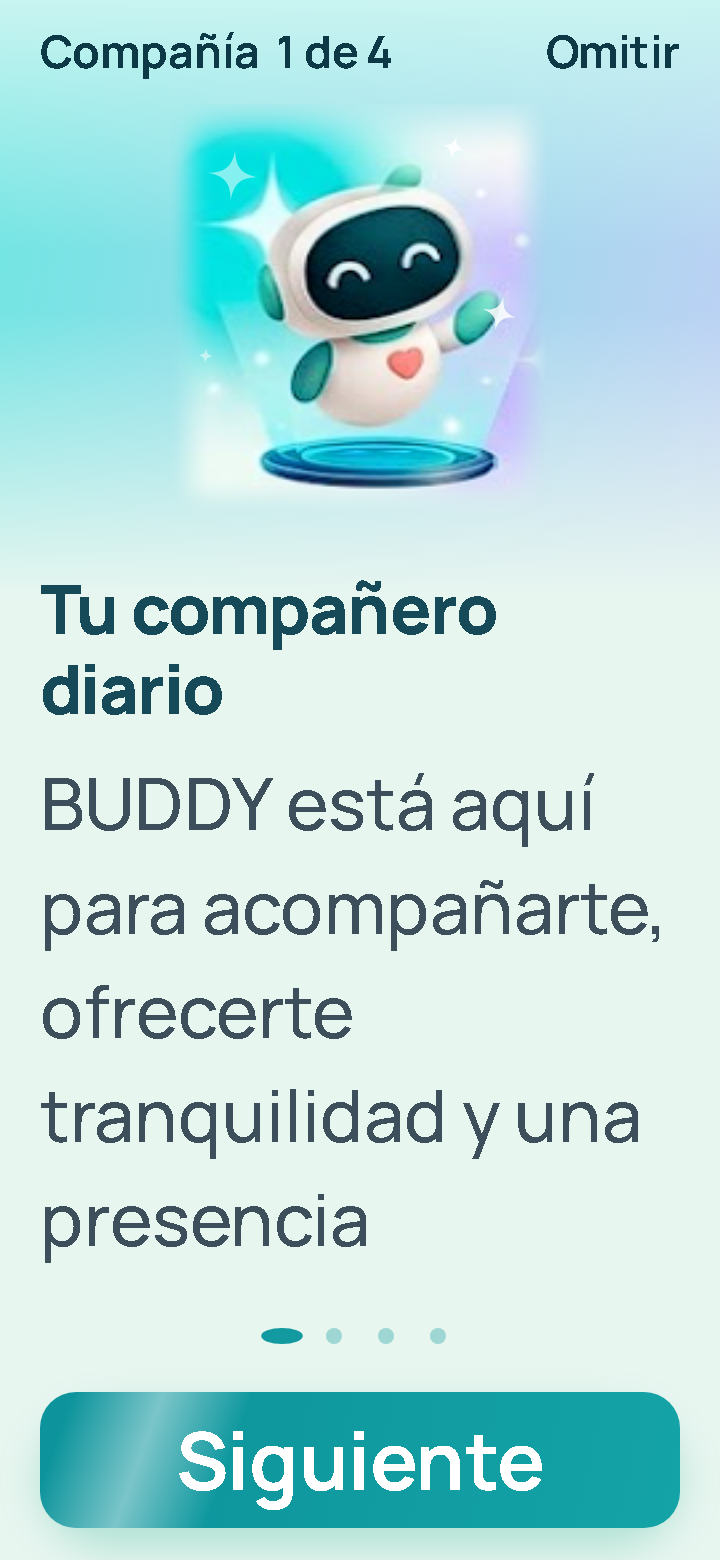 Compañía 1 de 4
Omitir
Tu compañero
diario
BUDDY está aquí
para acompañarte,
ofrecerte
tranquilidad y una
presencia
Siguiente